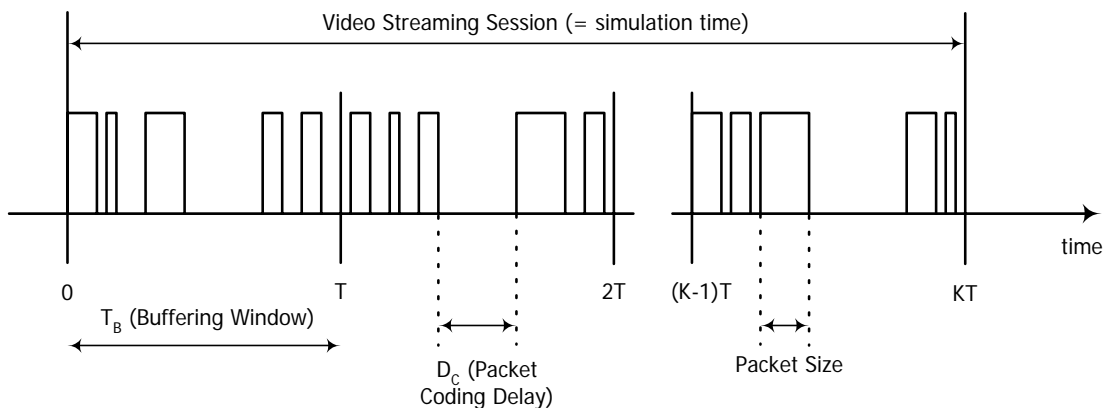 Video Streaming Session (= simulation time)
time
0
T
2T
(K-1)T
KT
T_B (Buffering Window)
D_C (Packet
Coding Delay)
Packet Size